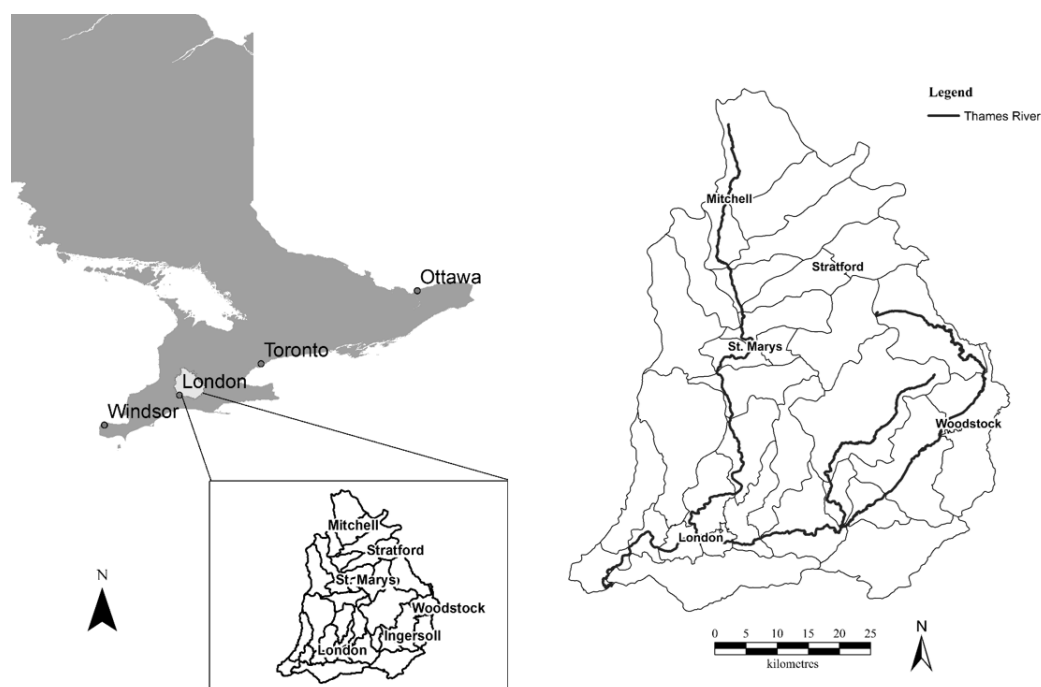 Ottawa
Toronto
London
Windsor
N
Mitchell
Stratford
St. Marys
Woodstock
Ingersoll
London
Legend
Thames River
Mitchell
Stratford
St. Marys
Woodstock
London
0 5 10 15 20 25
kilometres
N